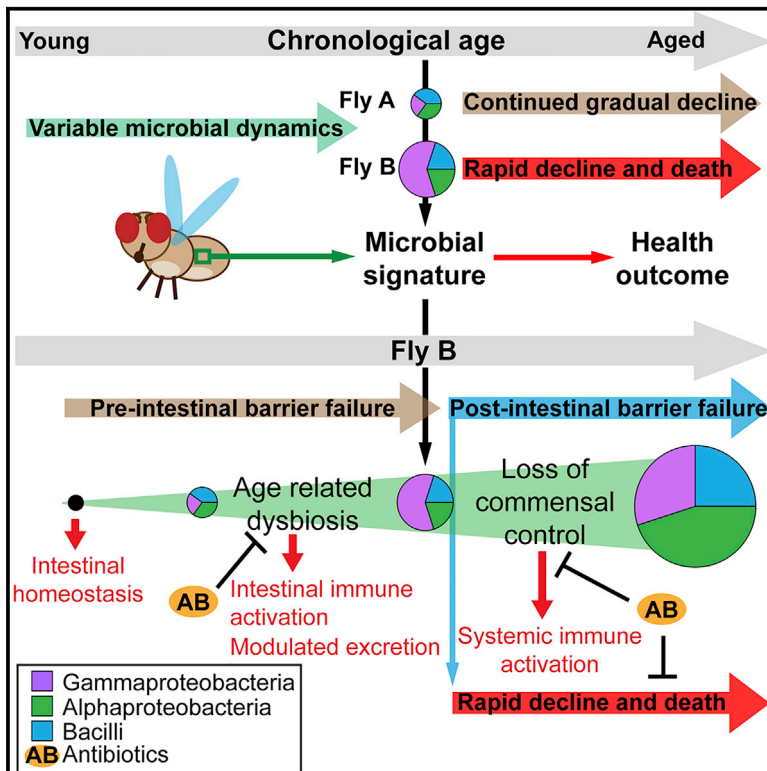 Young
Chronological age
Aged
Fly A
Continued gradual decline
Variable microbial dynamics
Fly B
Rapid decline and death
Microbial
signature
Health
outcome
Fly B
Pre-intestinal barrier failure
Post-intestinal barrier failure
Age related
dysbiosis
Loss of
commensal
control
Intestinal
homeostasis
AB
Intestinal immune
activation
Modulated excretion
AB
Systemic immune
activation
Rapid decline and death
Gammaproteobacteria
Alphaproteobacteria
Bacilli
AB Antibiotics